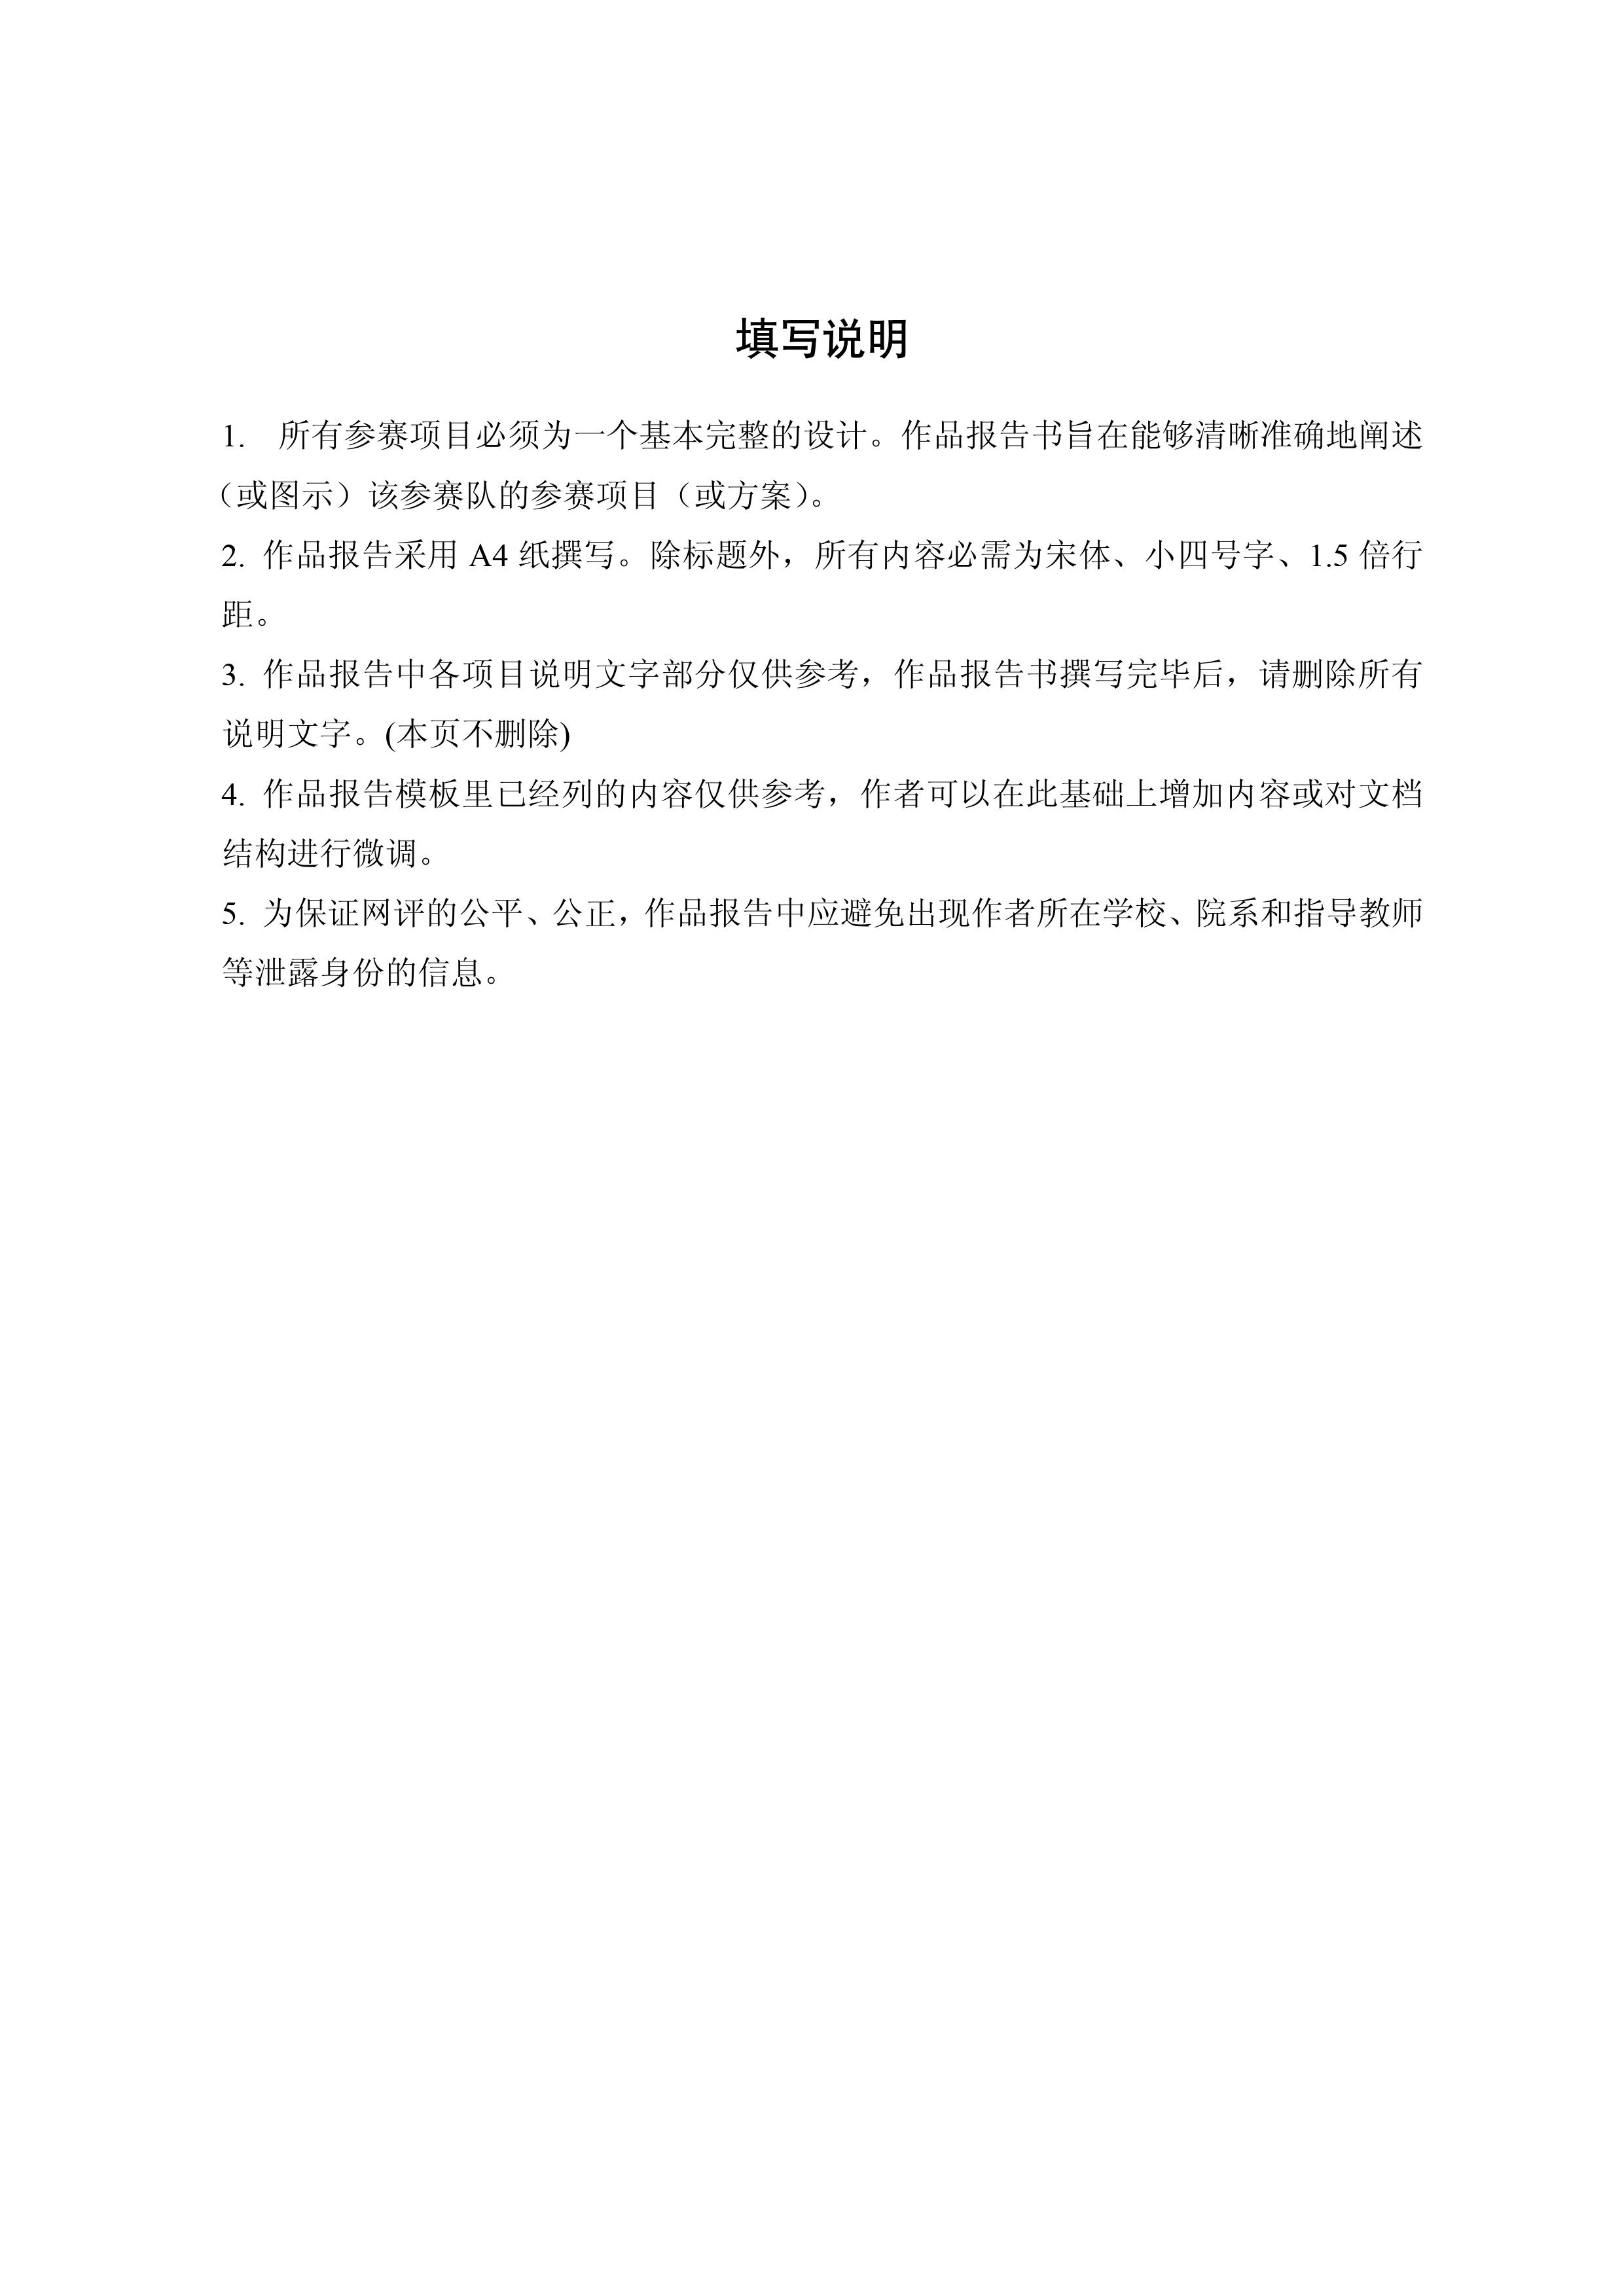 填写说明
1. 所有参赛项目必须为一个基本完整的设计。作品报告书旨在能够清晰准确地阐述
（或图示）该参赛队的参赛项目（或方案）。
2. 作品报告采用 A4 纸撰写。除标题外，所有内容必需为宋体、小四号字、1.5 倍行
距。
3. 作品报告中各项目说明文字部分仅供参考，作品报告书撰写完毕后，请删除所有
说明文字。(本页不删除)
4. 作品报告模板里已经列的内容仅供参考，作者可以在此基础上增加内容或对文档
结构进行微调。
5. 为保证网评的公平、公正，作品报告中应避免出现作者所在学校、院系和指导教师
等泄露身份的信息。